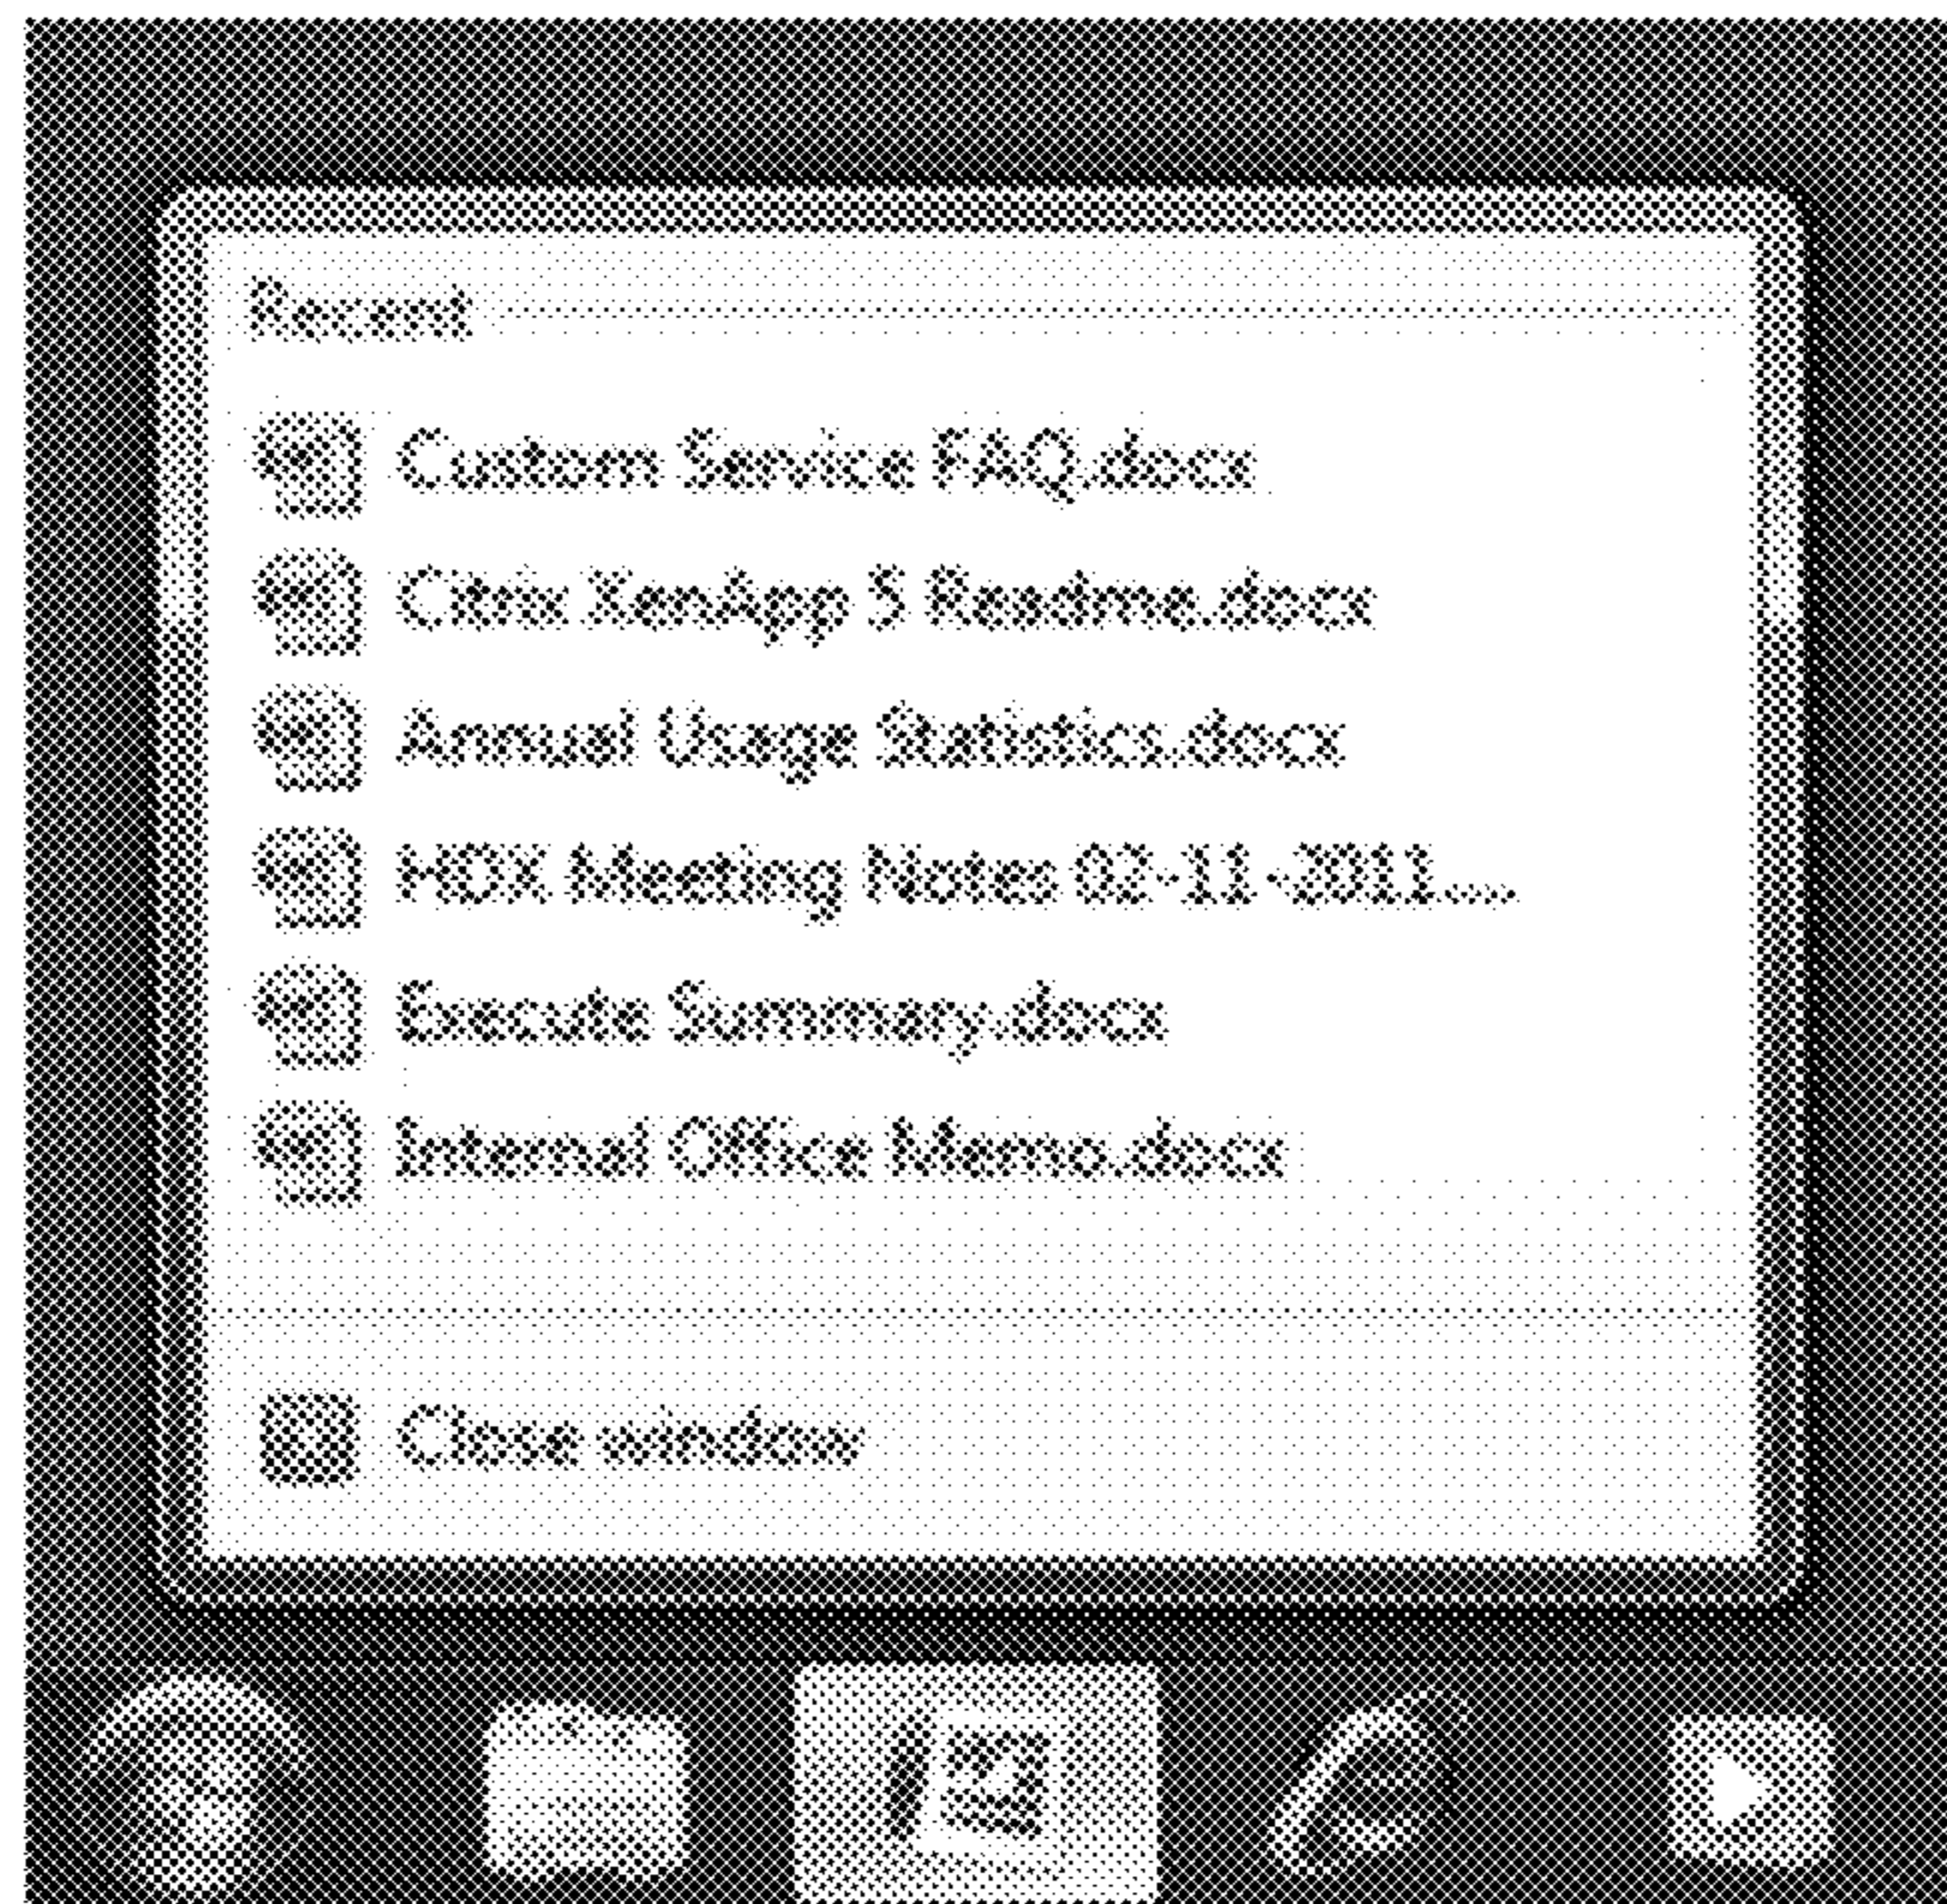 Recent
Custom Service FAQ.docx
Citrix XenApp 5 Readme.docx
Annual Usage Statistics.docx
HDX Meeting Notes 02-11-2011....
Execute Summary.docx
Internal Office Memo.docx
Close window